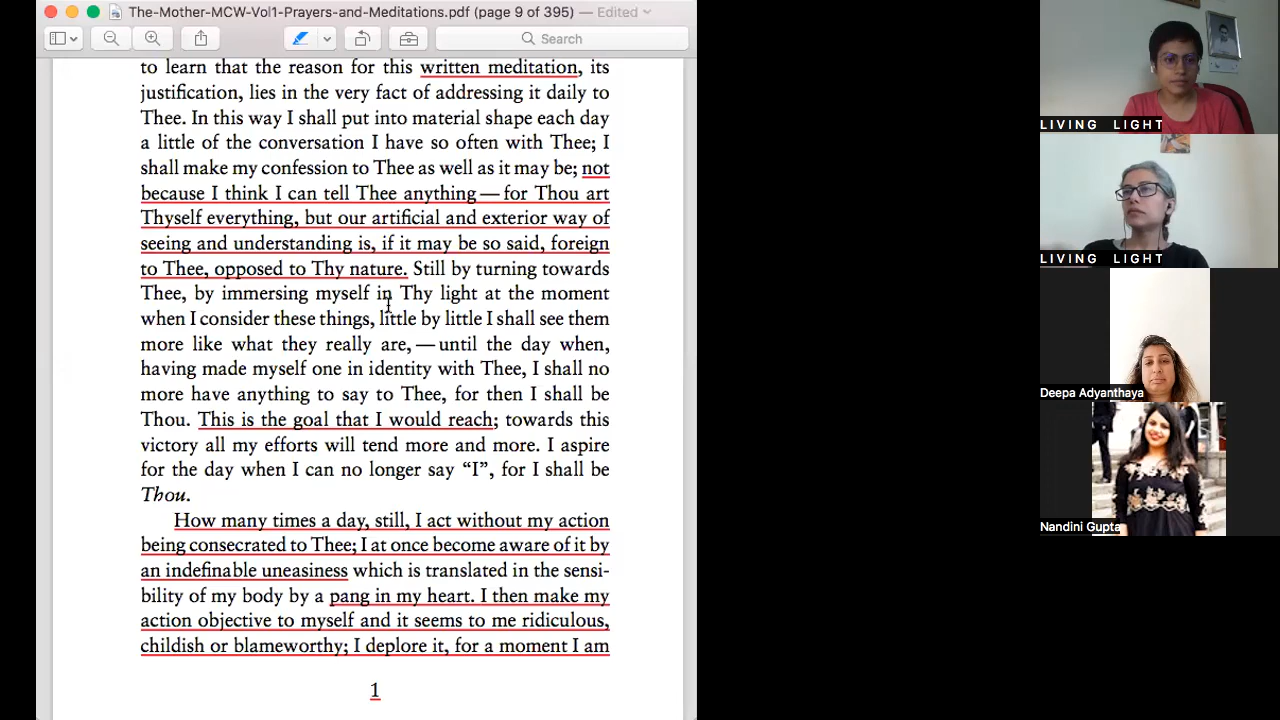 The-Mother-MCW-Vol1-Prayers-and-Meditations.pdf (page 9 of 395) — Edited
Search
to learn that the reason for this written meditation, its
justification, lies in the very fact of addressing it daily to
Thee. In this way I shall put into material shape each day
a little of the conversation I have so often with Thee; I
shall make my confession to Thee as well as it may be; not
because I think I can tell Thee anything — for Thou art
Thyself everything, but our artificial and exterior way of
seeing and understanding is, if it may be so said, foreign
to Thee, opposed to Thy nature. Still by turning towards
Thee, by immersing myself in Thy light at the moment
when I consider these things, little by little I shall see them
more like what they really are, — until the day when,
having made myself one in identity with Thee, I shall no
more have anything to say to Thee, for then I shall be
Thou. This is the goal that I would reach; towards this
victory all my efforts will tend more and more. I aspire
for the day when I can no longer say “I”, for I shall be
Thou.
How many times a day, still, I act without my action
being consecrated to Thee; I at once become aware of it by
an indefinable uneasiness which is translated in the sensi-
bility of my body by a pang in my heart. I then make my
action objective to myself and it seems to me ridiculous,
childish or blameworthy; I deplore it, for a moment I am
1
LIVING LIGHT
LIVING LIGHT
Deepa Adyanthaya
Nandini Gupta